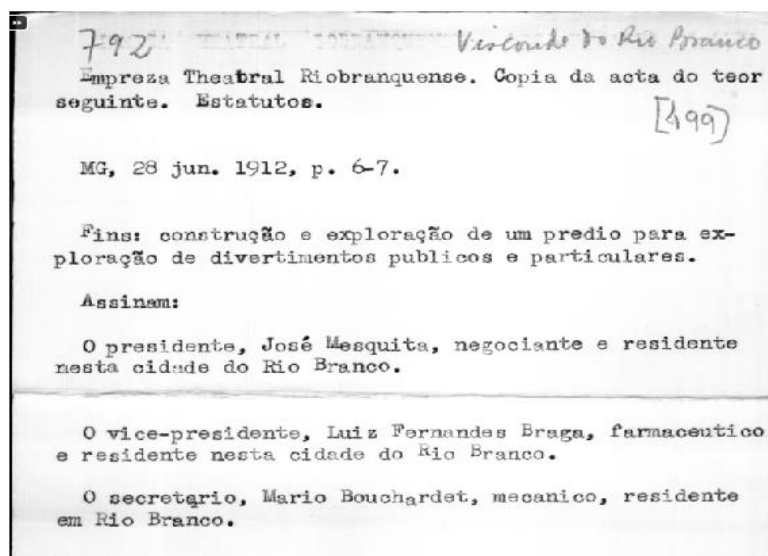 792 Visconde do Rio Branco
Empreza Theatral Riobranquense. Copia da acta do teor
seguinte. Estatutos.
[499]
MG, 28 jun. 1912, p. 6-7.
Fins: construção e exploração de um predio para ex-
ploração de divertimentos publicos e particulares.
Assinam:
O presidente, José Mesquita, negociante e residente
nesta cidade do Rio Branco.
O vice-presidente, Luiz Fernandes Braga, farmaceutico
e residente nesta cidade do Rio Branco.
O secretario, Mario Bouchardet, mecanico, residente
em Rio Branco.